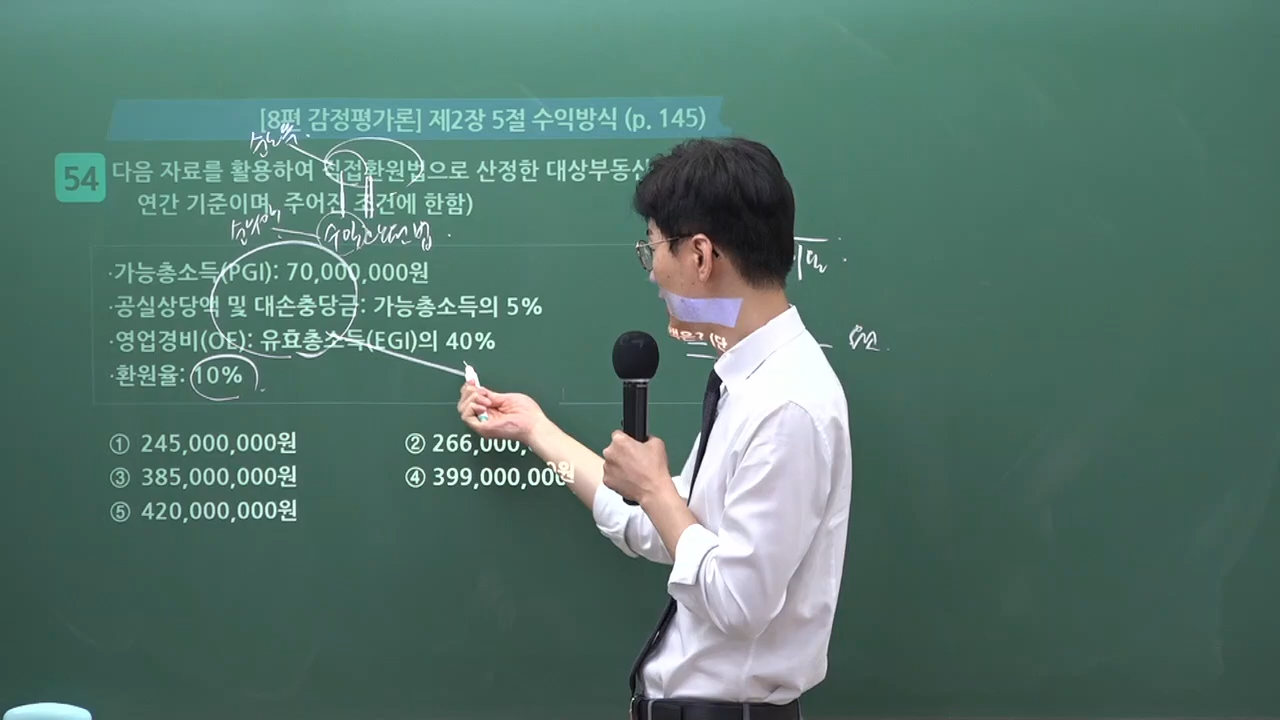 [8편 감정평가론] 제2장 5절 수익방식 (p. 145)
54 다음 자료를 활용하여 직접환원법으로 산정한 대상부동산
연간 기준이며, 주어진 조건에 한함)
·가능총소득(PGI): 70,000,000원
·공실상당액 및 대손충당금: 가능총소득의 5%
·영업경비(OE): 유효총소득(EGI)의 40%
·환원율: 10%
① 245,000,000원 ② 266,000,
③ 385,000,000원 ④ 399,000,000원
⑤ 420,000,000원